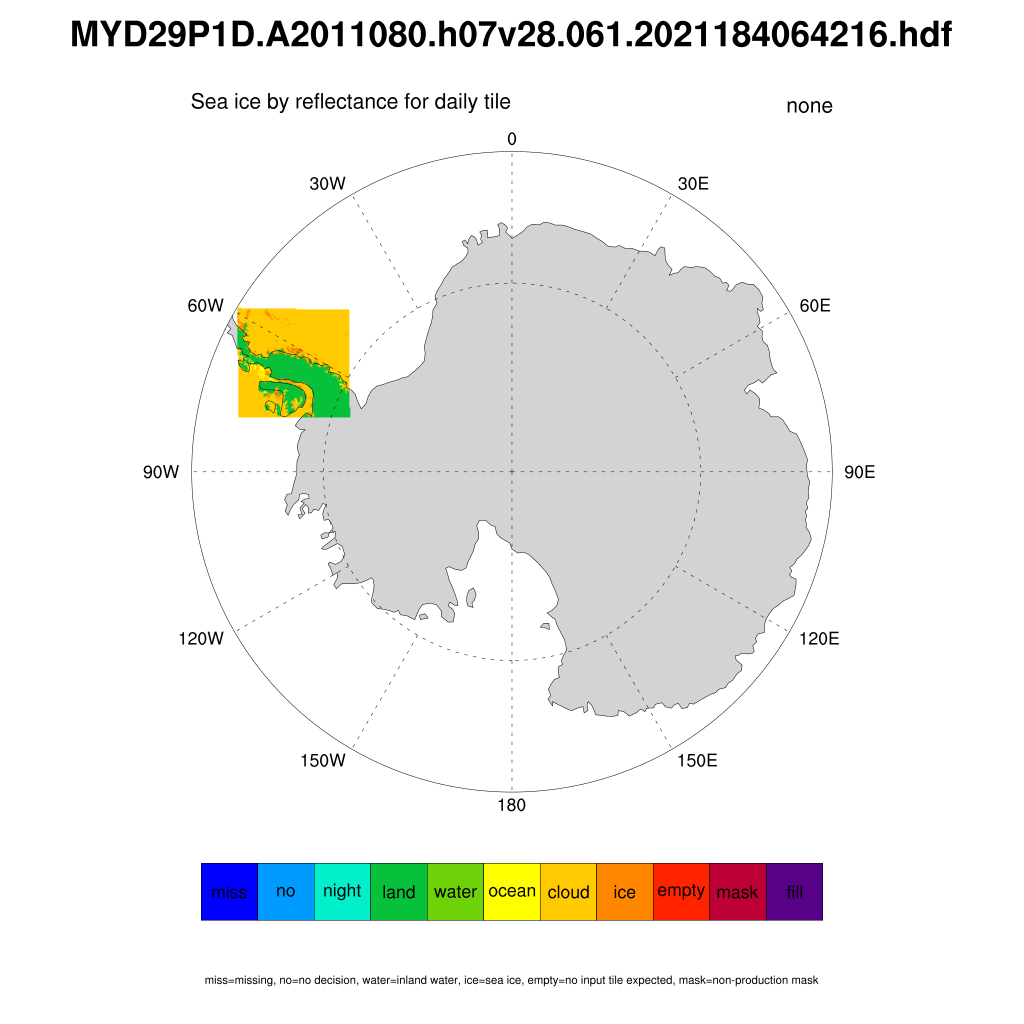 MYD29P1D.A2011080.h07v28.061.2021184064216.hdf
Sea ice by reflectance for daily tile
none
0
30W
30E
60W
60E
90W
90E
120W
120E
150W
150E
180
miss no night land water ocean cloud ice empty mask fill
miss=missing, no=no decision, water=inland water, ice=sea ice, empty=no input tile expected, mask=non-production mask